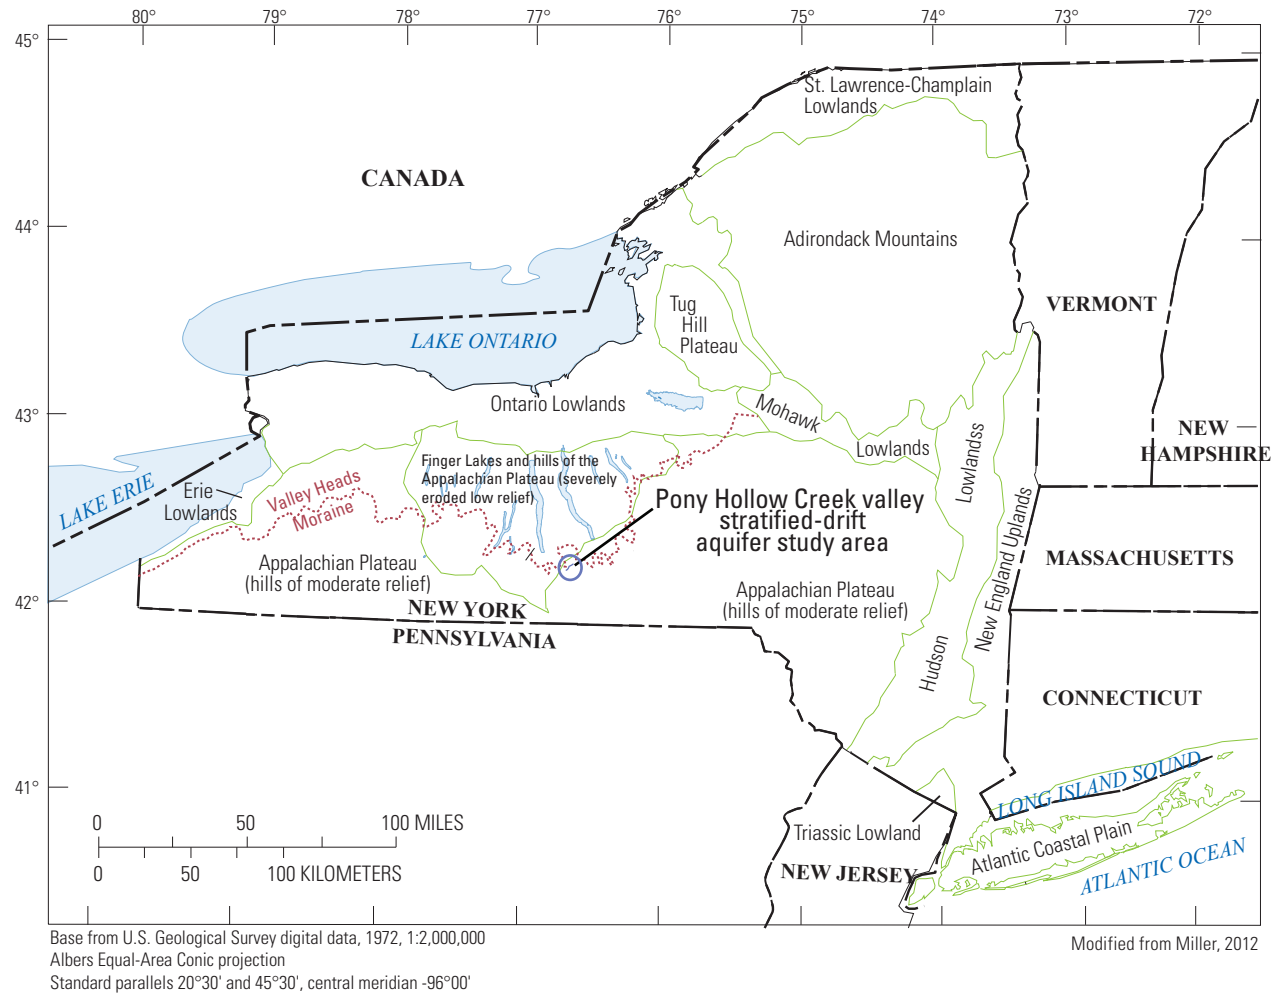 80°
79°
78°
77°
76°
75°
74°
73°
72°
45°
St. Lawrence-Champlain
Lowlands
CANADA
44°
Adirondack Mountains
Tug
Hill
Plateau
VERMONT
LAKE ONTARIO
43°
Ontario Lowlands
Mohawk
Lowlands
Lowlandss
NEW
HAMPSHIRE
LAKE ERIE
Erie
Lowlands
Valley Heads
Moraine
Finger Lakes and hills of the
Appalachian Plateau (severely
eroded low relief)
Pony Hollow Creek valley
stratified-drift
aquifer study area
New England Uplands
MASSACHUSETTS
Appalachian Plateau
(hills of moderate relief)
Appalachian Plateau
(hills of moderate relief)
42°
NEW YORK
PENNSYLVANIA
Hudson
CONNECTICUT
41°
LONG ISLAND SOUND
0
50
100 MILES
0
50
100 KILOMETERS
Triassic Lowland
Atlantic Coastal Plain
NEW JERSEY
ATLANTIC OCEAN
Base from U.S. Geological Survey digital data, 1972, 1:2,000,000
Albers Equal-Area Conic projection
Standard parallels 20°30' and 45°30', central meridian -96°00'
Modified from Miller, 2012